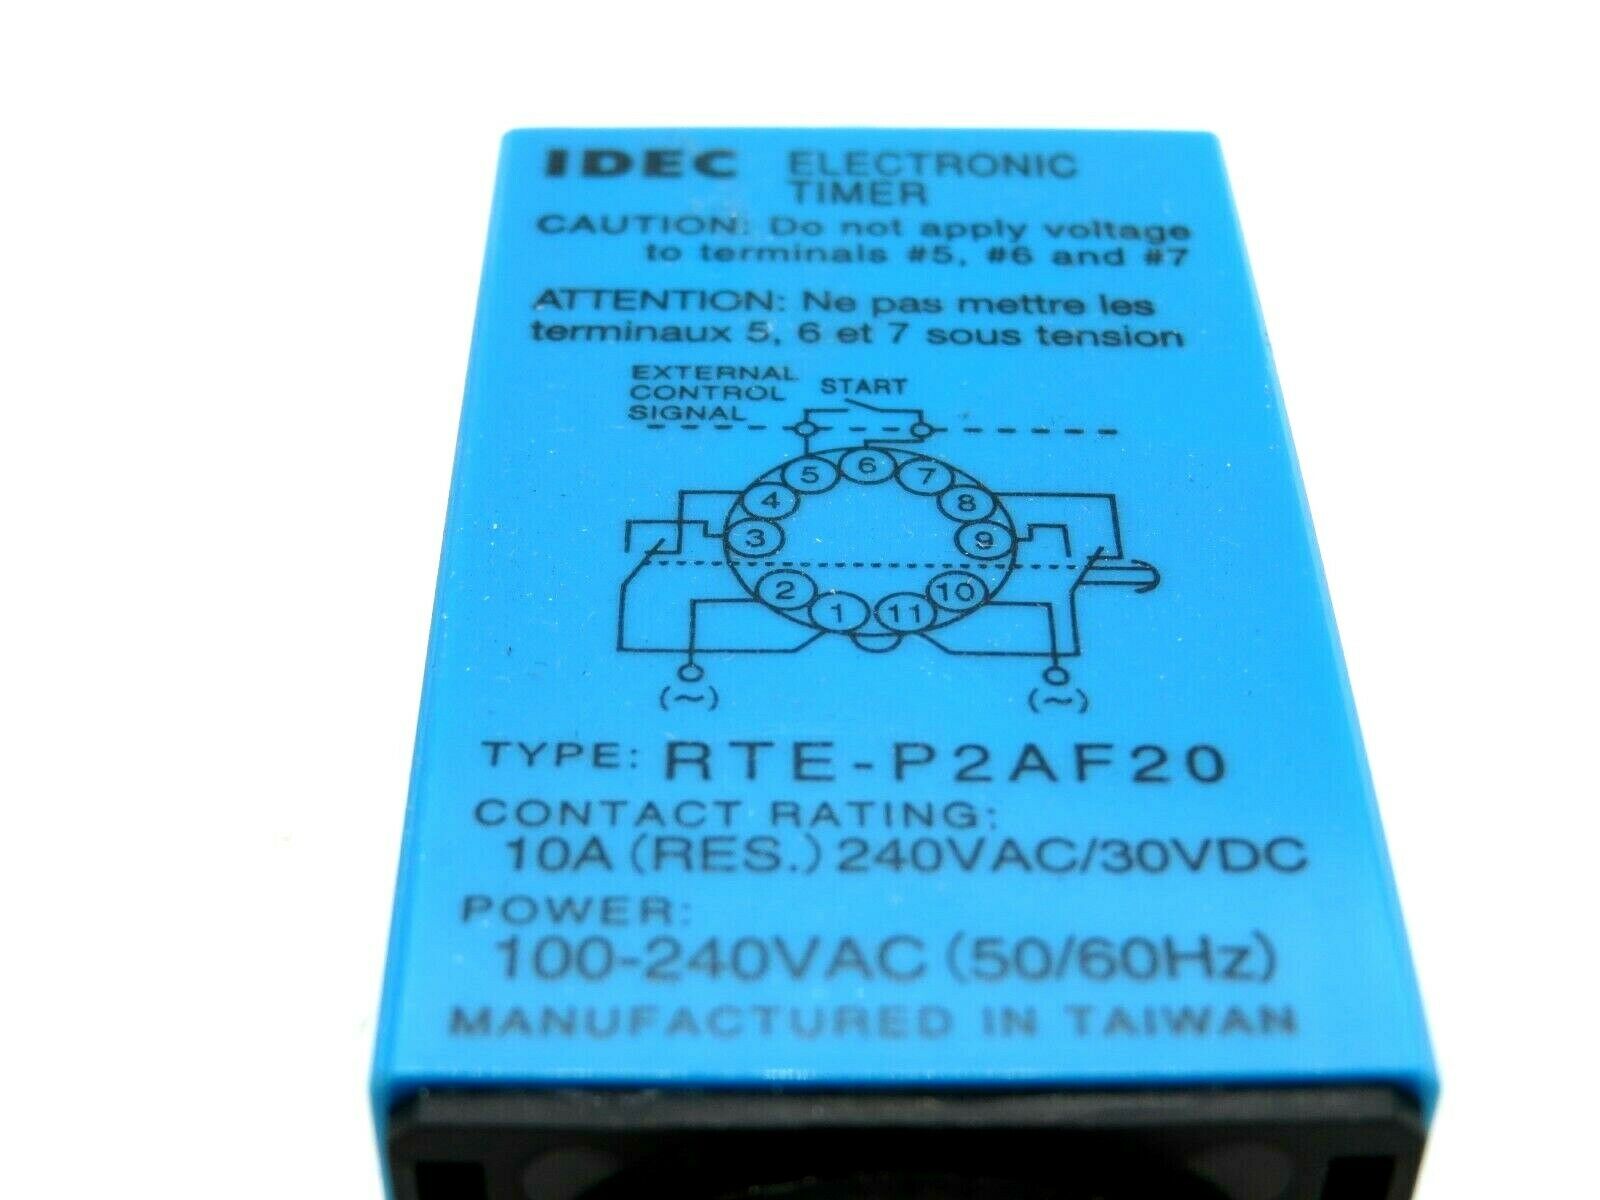 IDEC ELECTRONIC
TIMER
CAUTION: Do not apply voltage
to terminals #5, #6 and #7
ATTENTION: Ne pas mettre les
terminaux 5, 6 et 7 sous tension
EXTERNAL
CONTROL START
SIGNAL
5 6 7
4 8
3 9
2 10
1 11
(~) (~)
TYPE: RTE-P2AF20
CONTACT RATING:
10A (RES.) 240VAC/30VDC
POWER:
100-240VAC (50/60Hz)
MANUFACTURED IN TAIWAN